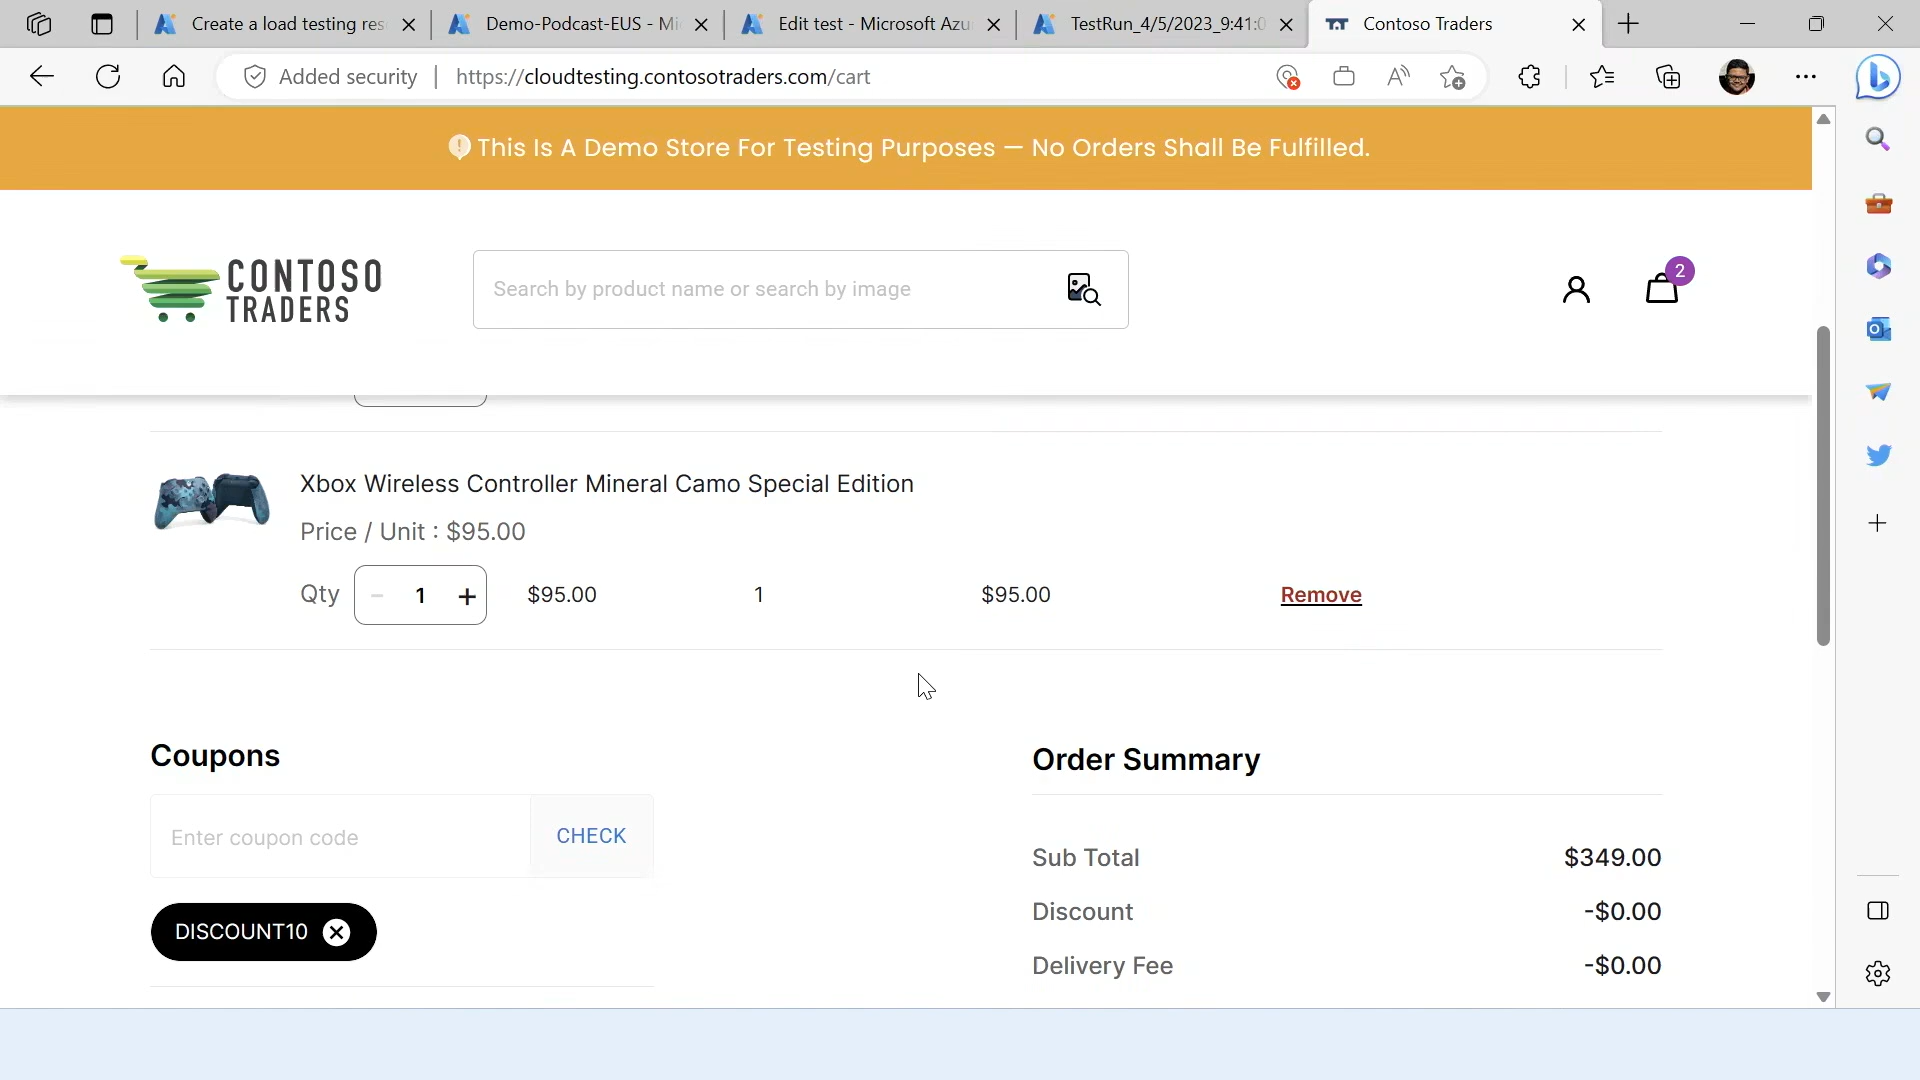 Create a load testing res
Demo-Podcast-EUS - Mi
Edit test - Microsoft Azu
TestRun_4/5/2023_9:41:0
Contoso Traders
Added security
https://cloudtesting.contosotraders.com/cart
This Is A Demo Store For Testing Purposes — No Orders Shall Be Fulfilled.
CONTOSO
TRADERS
Search by product name or search by image
2
Xbox Wireless Controller Mineral Camo Special Edition
Price / Unit : $95.00
Qty − 1 + $95.00 1 $95.00 Remove
Coupons
Order Summary
Enter coupon code CHECK
Sub Total $349.00
DISCOUNT10
Discount -$0.00
Delivery Fee -$0.00